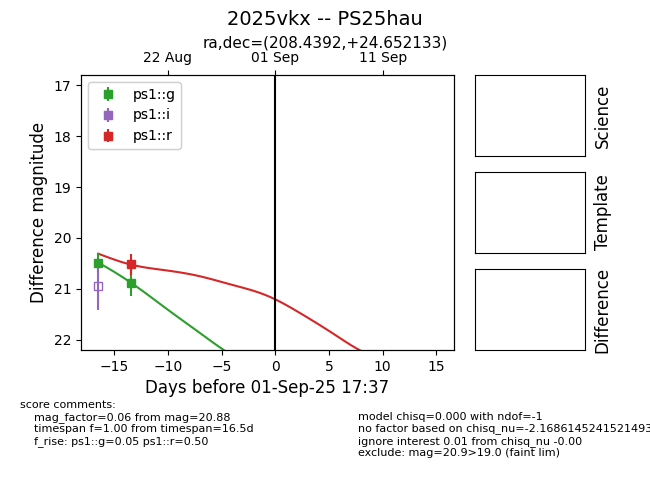 2025vkx -- PS25hau
ra,dec=(208.4392,+24.652133)
22 Aug 01 Sep 11 Sep
ps1::g
ps1::i
ps1::r
Difference magnitude
17
18
19
20
21
22
−15 −10 −5 0 5 10 15
Days before 01-Sep-25 17:37
Science
Template
Difference
score comments:
mag_factor=0.06 from mag=20.88
timespan f=1.00 from timespan=16.5d
f_rise: ps1::g=0.05 ps1::r=0.50
model chisq=0.000 with ndof=-1
no factor based on chisq_nu=-2.1686145241521493
ignore interest 0.01 from chisq_nu -0.00
exclude: mag=20.9>19.0 (faint lim)